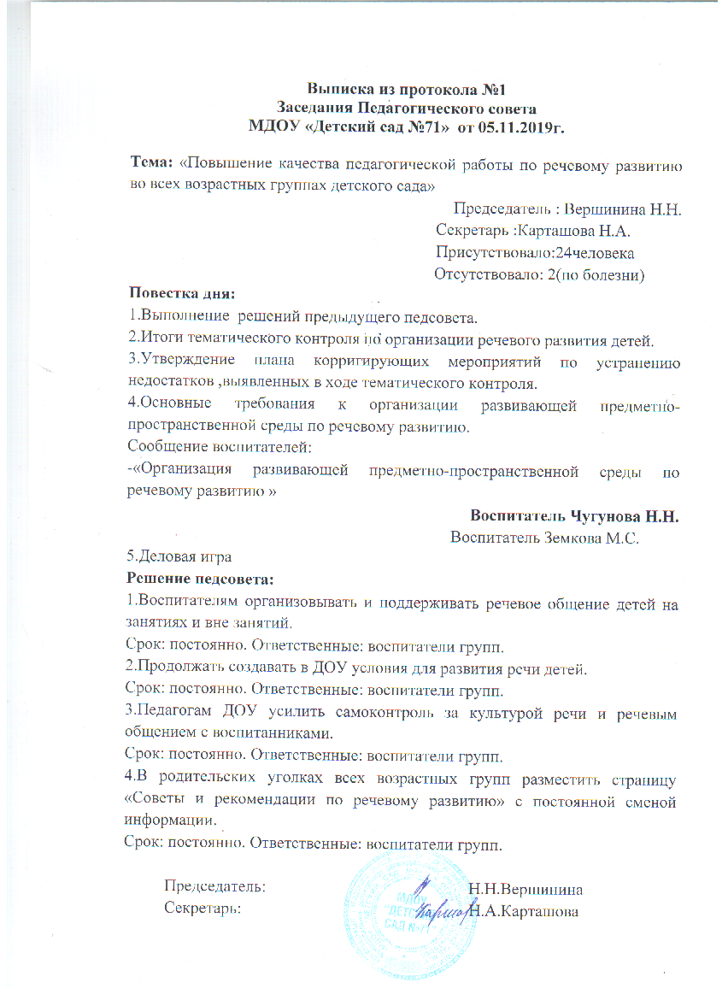 Выписка из протокола №1
Заседания Педагогического совета
МДОУ «Детский сад №71»  от 05.11.2019г.
Тема: «Повышение качества педагогической работы по речевому развитию
во всех возрастных группах детского сада»
Председатель : Вершинина Н.Н.
Секретарь :Карташова Н.А.
Присутствовало:24человека
Отсутствовало: 2(по болезни)
Повестка дня:
1.Выполнение  решений предыдущего педсовета.
2.Итоги тематического контроля по организации речевого развития детей.
3.Утверждение плана корригирующих мероприятий по устранению
недостатков ,выявленных в ходе тематического контроля.
4.Основные требования к организации развивающей предметно-
пространственной среды по речевому развитию.
Сообщение воспитателей:
-«Организация развивающей предметно-пространственной среды по
речевому развитию »
Воспитатель Чугунова Н.Н.
Воспитатель Земкова М.С.
5.Деловая игра
Решение педсовета:
1.Воспитателям организовывать и поддерживать речевое общение детей на
занятиях и вне занятий.
Срок: постоянно. Ответственные: воспитатели групп.
2.Продолжать создавать в ДОУ условия для развития речи детей.
Срок: постоянно. Ответственные: воспитатели групп.
3.Педагогам ДОУ усилить самоконтроль за культурой речи и речевым
общением с воспитанниками.
Срок: постоянно. Ответственные: воспитатели групп.
4.В родительских уголках всех возрастных групп разместить страницу
«Советы и рекомендации по речевому развитию» с постоянной сменой
информации.
Срок: постоянно. Ответственные: воспитатели групп.
Председатель: Н.Н.Вершинина
Секретарь: Н.А.Карташова
МДОУ
САД №71